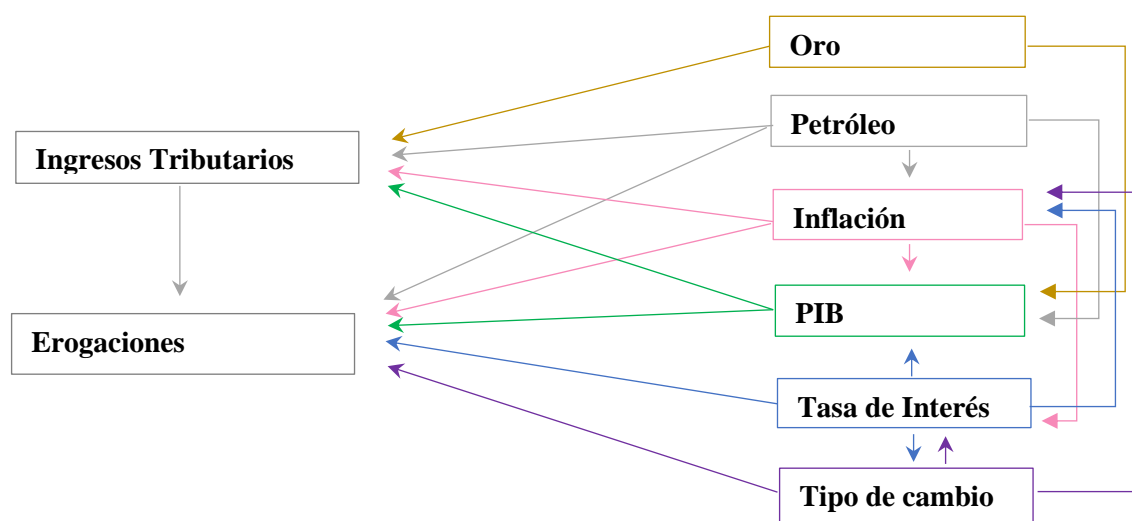 Oro
Petróleo
Ingresos Tributarios
Inflación
PIB
Erogaciones
Tasa de Interés
Tipo de cambio